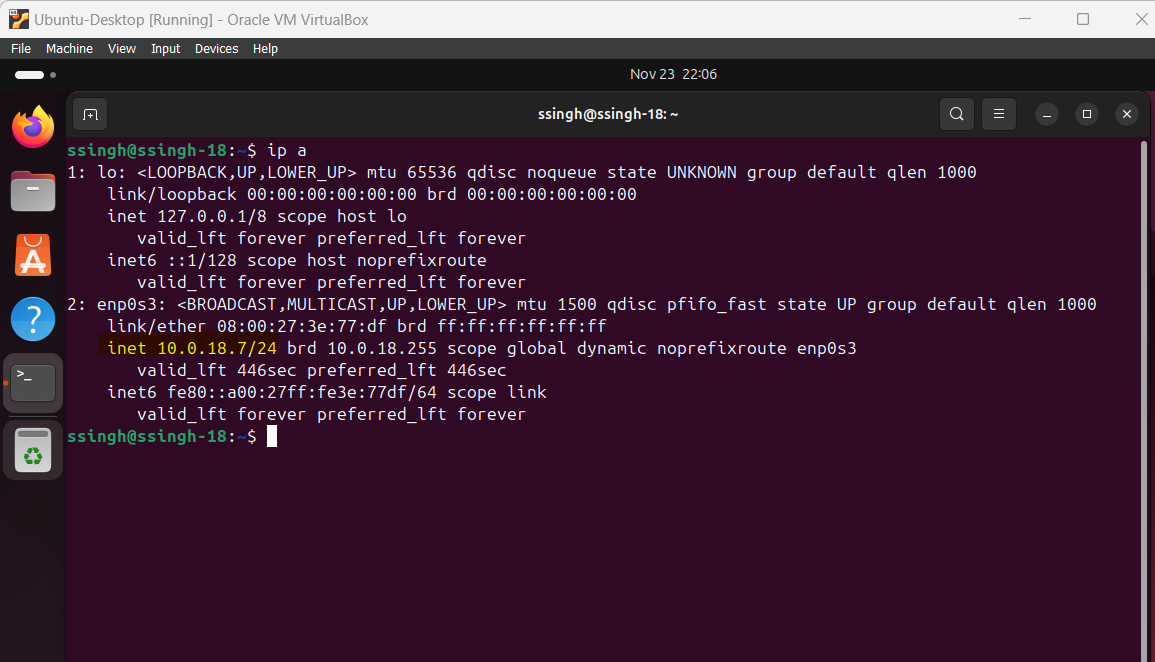 Ubuntu-Desktop [Running] - Oracle VM VirtualBox
File Machine View Input Devices Help
Nov 23 22:06
ssingh@ssingh-18: ~
ssingh@ssingh-18:~$ ip a
1: lo: <LOOPBACK,UP,LOWER_UP> mtu 65536 qdisc noqueue state UNKNOWN group default qlen 1000
link/loopback 00:00:00:00:00:00 brd 00:00:00:00:00:00
inet 127.0.0.1/8 scope host lo
valid_lft forever preferred_lft forever
inet6 ::1/128 scope host noprefixroute
valid_lft forever preferred_lft forever
2: enp0s3: <BROADCAST,MULTICAST,UP,LOWER_UP> mtu 1500 qdisc pfifo_fast state UP group default qlen 1000
link/ether 08:00:27:3e:77:df brd ff:ff:ff:ff:ff:ff
inet 10.0.18.7/24 brd 10.0.18.255 scope global dynamic noprefixroute enp0s3
valid_lft 446sec preferred_lft 446sec
inet6 fe80::a00:27ff:fe3e:77df/64 scope link
valid_lft forever preferred_lft forever
ssingh@ssingh-18:~$